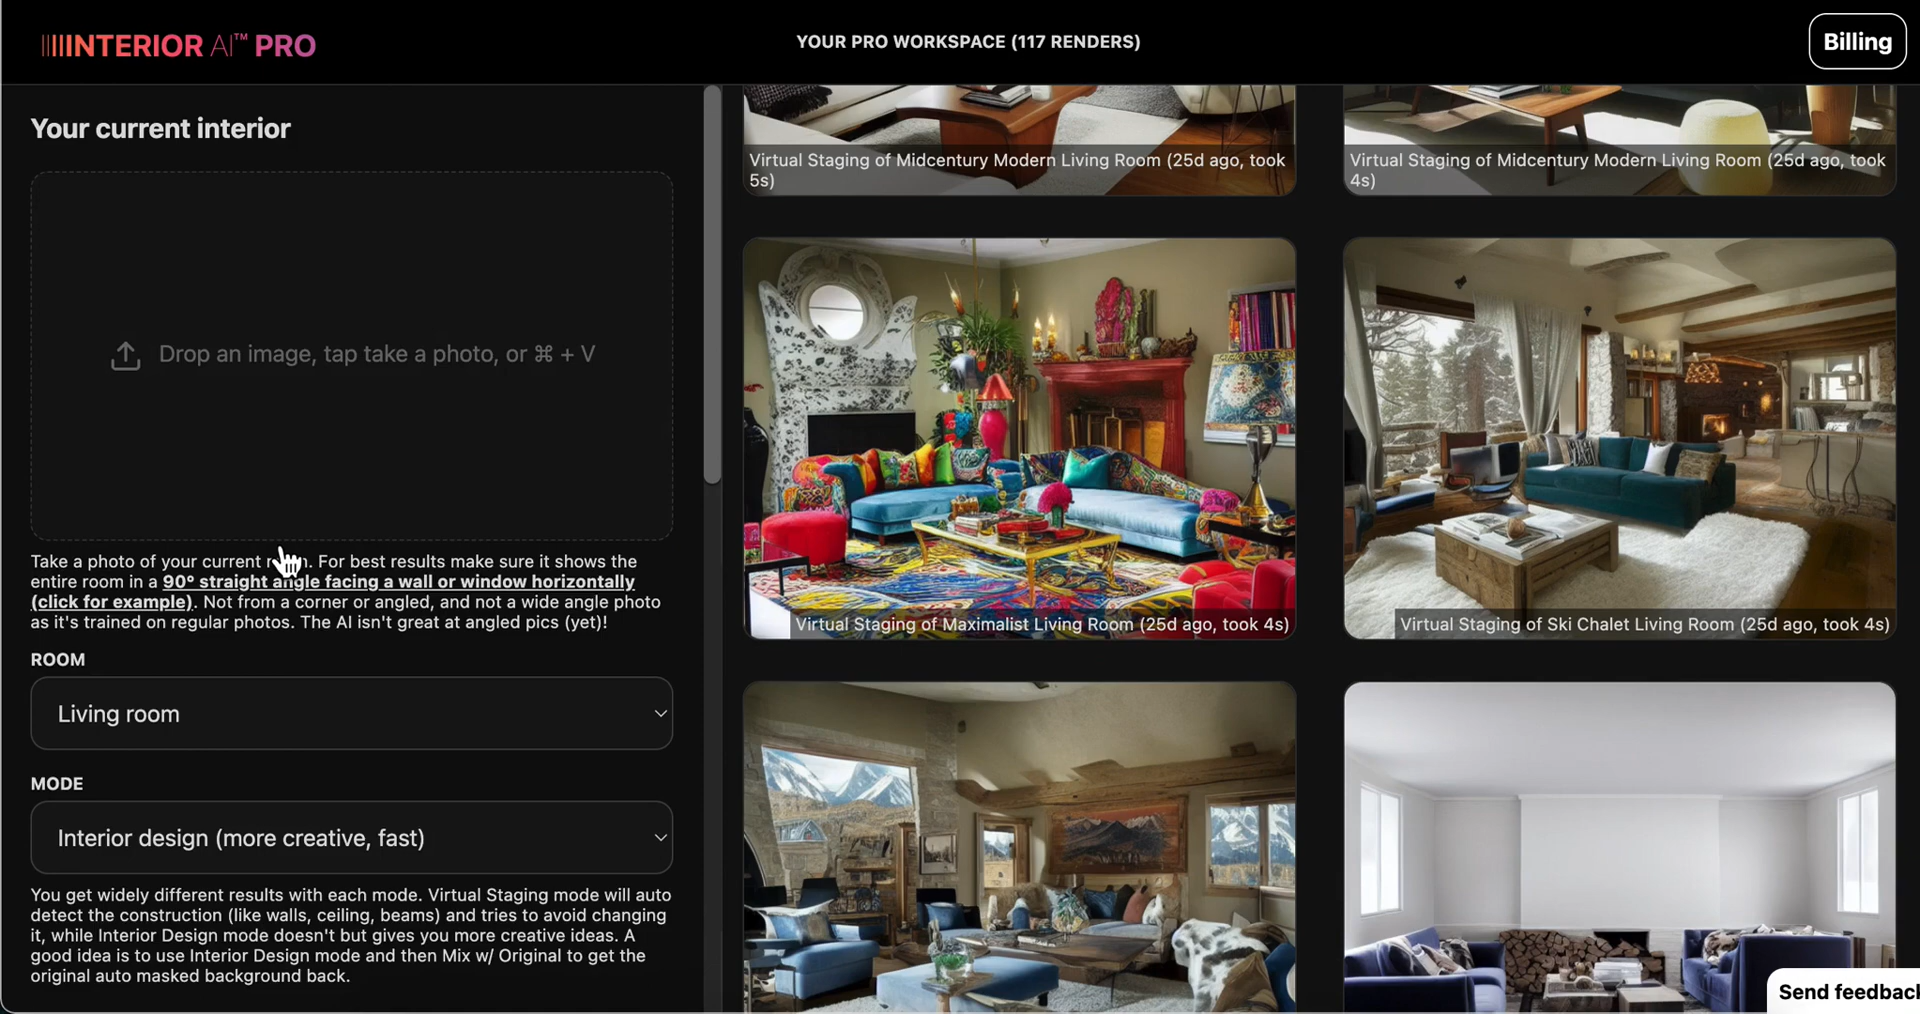 INTERIOR AI™ PRO
YOUR PRO WORKSPACE (117 RENDERS)
Billing
Your current interior
Drop an image, tap take a photo, or ⌘ + V
Take a photo of your current . For best results make sure it shows the
entire room in a 90º straight angle facing a wall or window horizontally
(click for example). Not from a corner or angled, and not a wide angle photo
as it's trained on regular photos. The AI isn't great at angled pics (yet)!
ROOM
Living room
MODE
Interior design (more creative, fast)
You get widely different results with each mode. Virtual Staging mode will auto
detect the construction (like walls, ceiling, beams) and tries to avoid changing
it, while Interior Design mode doesn't but gives you more creative ideas. A
good idea is to use Interior Design mode and then Mix w/ Original to get the
original auto masked background back.
Virtual Staging of Midcentury Modern Living Room (25d ago, took
5s)
Virtual Staging of Midcentury Modern Living Room (25d ago, took
4s)
Virtual Staging of Maximalist Living Room (25d ago, took 4s)
Virtual Staging of Ski Chalet Living Room (25d ago, took 4s)
Send feedback